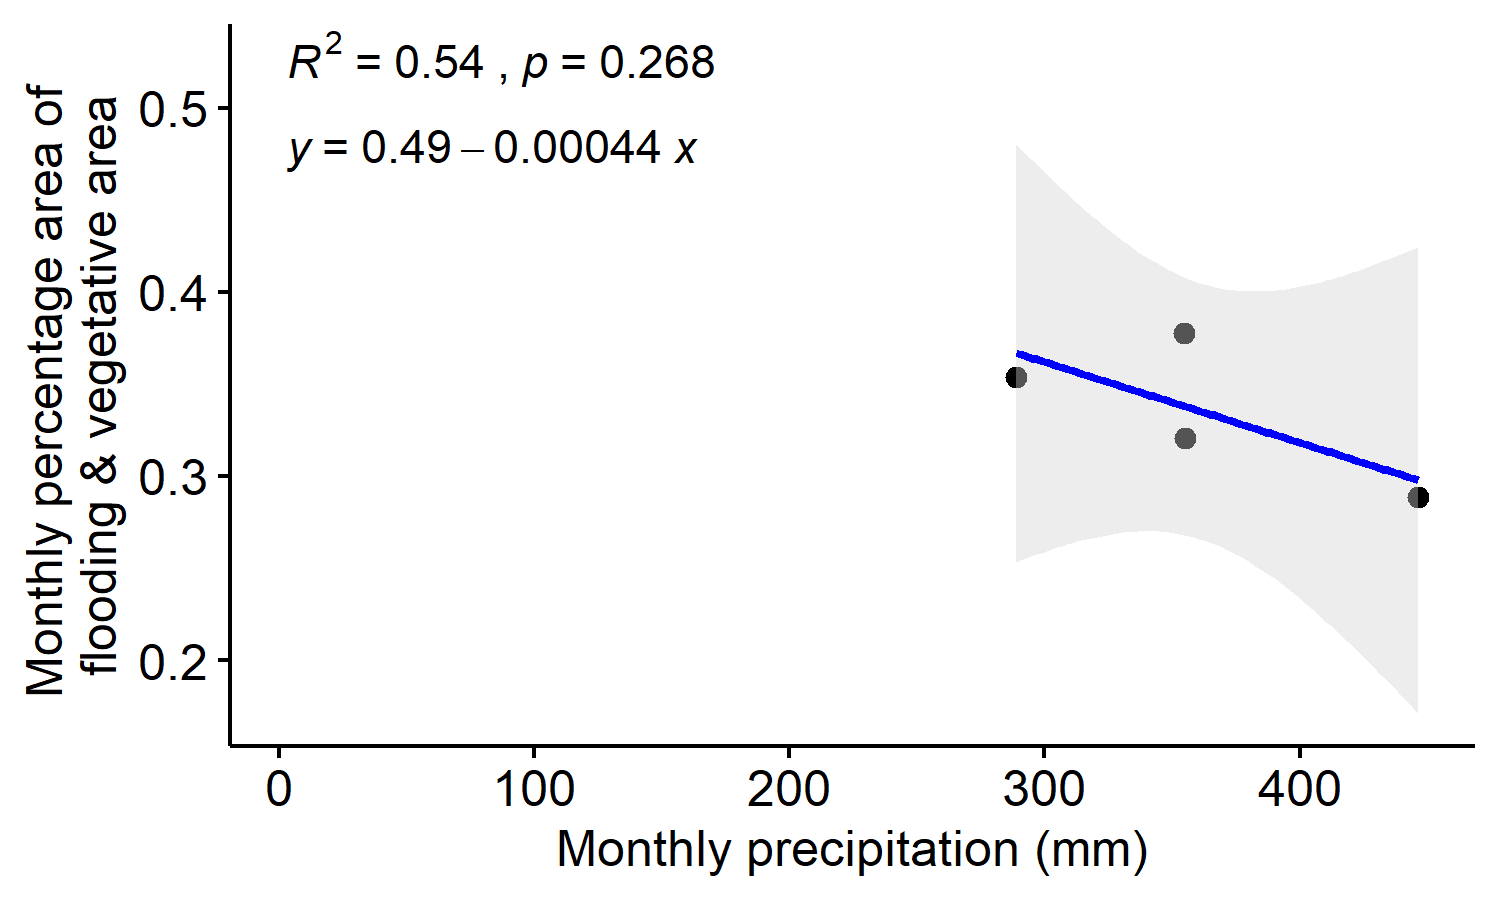 R² = 0.54 , p = 0.268
y = 0.49 – 0.00044 x
Monthly percentage area of
flooding & vegetative area
0.5
0.4
0.3
0.2
0 100 200 300 400
Monthly precipitation (mm)